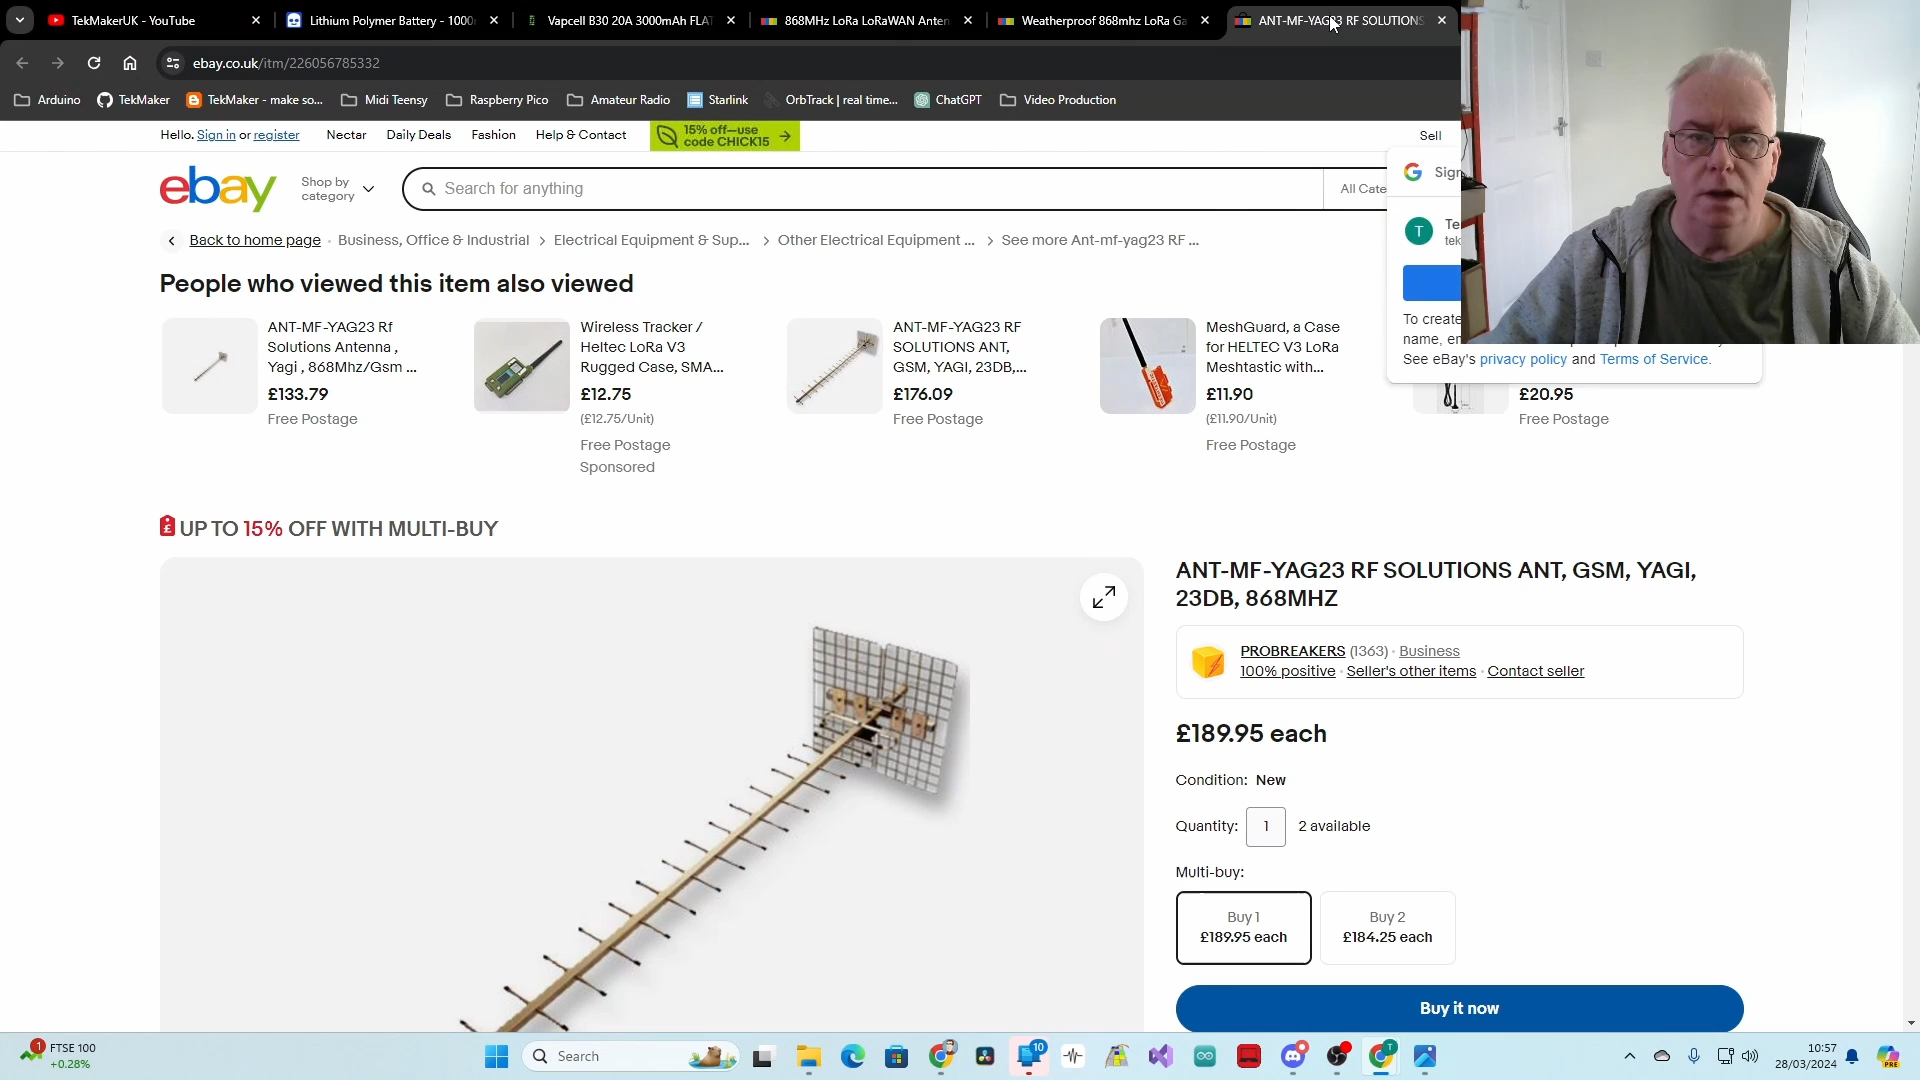 TekMakerUK - YouTube
Lithium Polymer Battery - 1000
Vapcell B30 20A 3000mAh FLAT
868MHz LoRa LoRaWAN Anten
Weatherproof 868mhz LoRa Ga
ANT-MF-YAG23 RF SOLUTIONS
ebay.co.uk/itm/226056785332
Arduino
TekMaker
TekMaker - make so...
Midi Teensy
Raspberry Pico
Amateur Radio
Starlink
OrbTrack | real time...
ChatGPT
Video Production
Hello. Sign in or register
Nectar
Daily Deals
Fashion
Help & Contact
15% off—use
code CHICK15
Sell
ebay
Shop by
category
Search for anything
All Cate
G Sign
T
Te
tek
Back to home page
Business, Office & Industrial
Electrical Equipment & Sup...
Other Electrical Equipment ...
See more Ant-mf-yag23 RF ...
People who viewed this item also viewed
ANT-MF-YAG23 Rf
Solutions Antenna ,
Yagi , 868Mhz/Gsm ...
£133.79
Free Postage
Wireless Tracker /
Heltec LoRa V3
Rugged Case, SMA...
£12.75
(£12.75/Unit)
Free Postage
Sponsored
ANT-MF-YAG23 RF
SOLUTIONS ANT,
GSM, YAGI, 23DB,...
£176.09
Free Postage
MeshGuard, a Case
for HELTEC V3 LoRa
Meshtastic with...
£11.90
(£11.90/Unit)
Free Postage
To create
name, em
See eBay's privacy policy and Terms of Service.
£20.95
Free Postage
UP TO 15% OFF WITH MULTI-BUY
ANT-MF-YAG23 RF SOLUTIONS ANT, GSM, YAGI,
23DB, 868MHZ
PROBREAKERS (1363) · Business
100% positive · Seller's other items · Contact seller
£189.95 each
Condition: New
Quantity: 1 2 available
Multi-buy:
Buy 1
£189.95 each
Buy 2
£184.25 each
Buy it now
1
FTSE 100
+0.28%
Search
10
10:57
28/03/2024
PRE